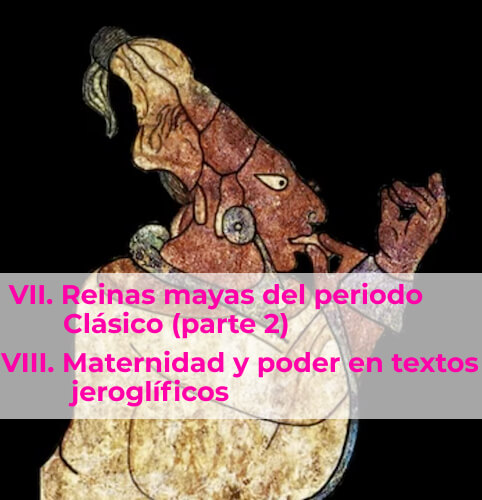 VII. Reinas mayas del periodo
Clásico (parte 2)
VIII. Maternidad y poder en textos
jeroglíficos